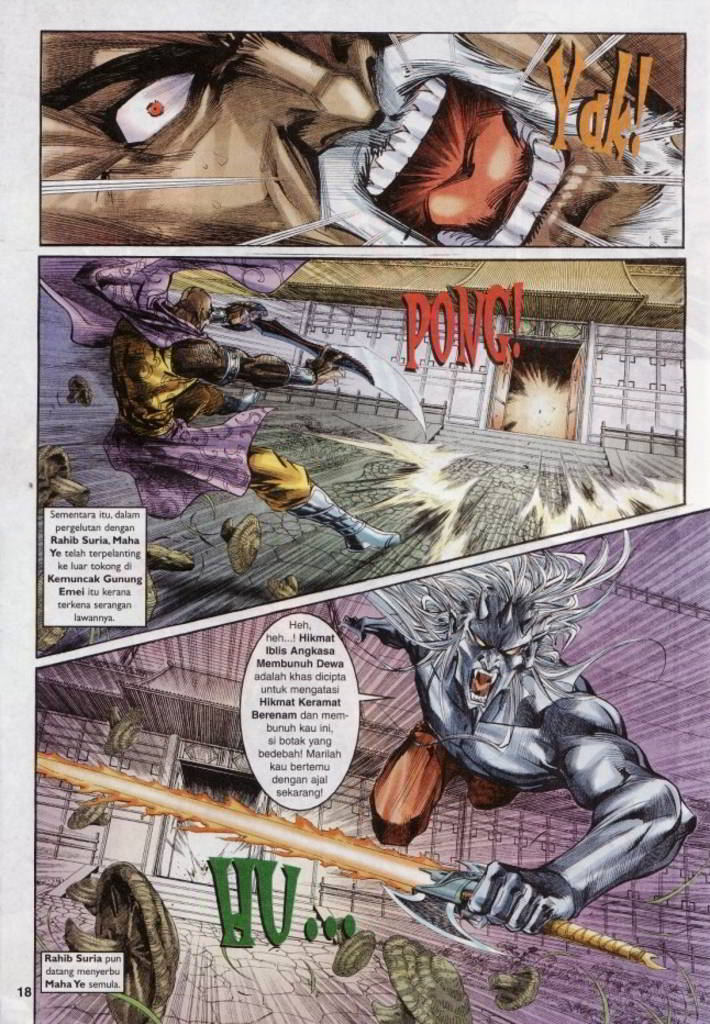 Yak!
PONG!
Sementara itu, dalam
pergelutan dengan
Rahib Suria, Maha
Ye telah terpelanting
ke luar tokong di
Kemuncak Gunung
Emei itu kerana
terkena serangan
lawannya.
Heh,
heh...! Hikmat
Iblis Angkasa
Membunuh Dewa
adalah khas dicipta
untuk mengatasi
Hikmat Keramat
Berenam dan mem-
bunuh kau ini,
si botak yang
bedebah! Marilah
kau bertemu
dengan ajal
sekarang!
HU...
Rahib Suria pun
datang menyerbu
Maha Ye semula.
18